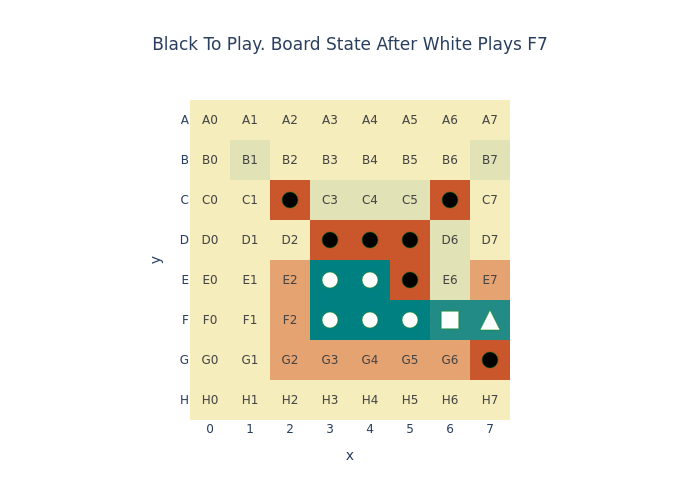 Black To Play. Board State After White Plays F7
A A0 A1 A2 A3 A4 A5 A6 A7
B B0 B1 B2 B3 B4 B5 B6 B7
C C0 C1 C3 C4 C5 C7
D D0 D1 D2 D6 D7
E E0 E1 E2 E6 E7
F F0 F1 F2
G G0 G1 G2 G3 G4 G5 G6
H H0 H1 H2 H3 H4 H5 H6 H7
0 1 2 3 4 5 6 7
x
y